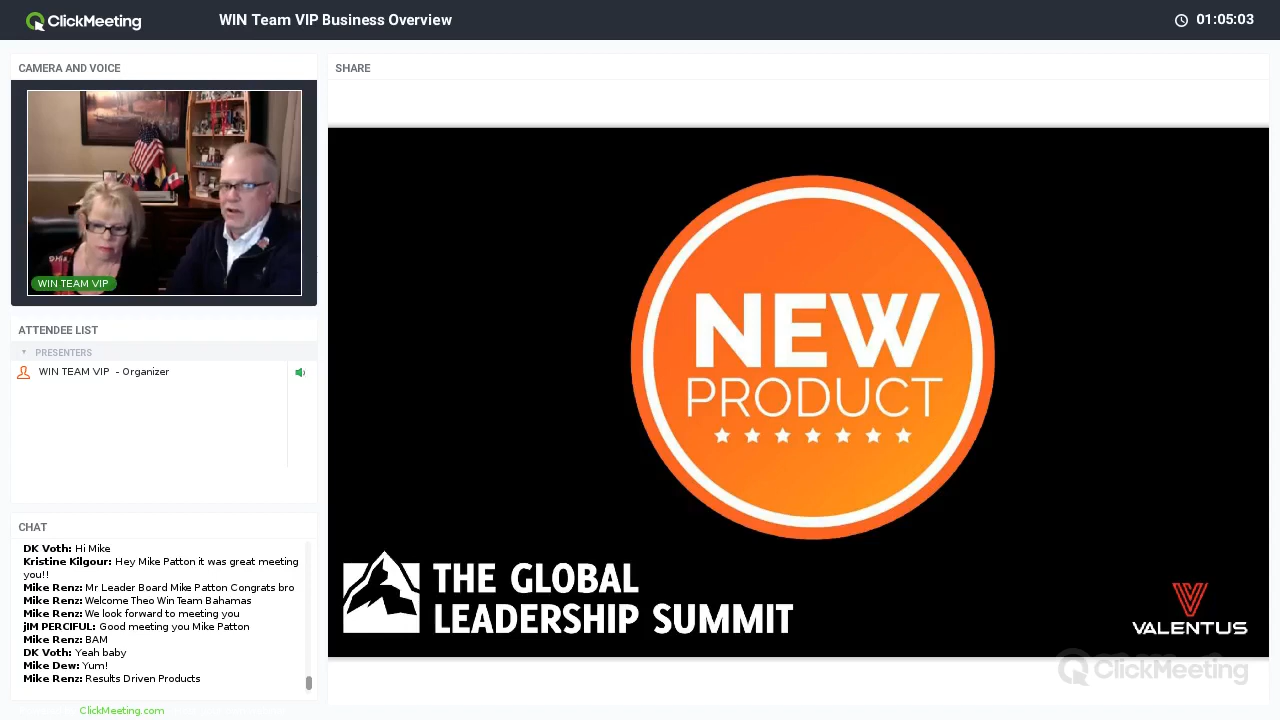 ClickMeeting
WIN Team VIP Business Overview
01:05:03
CAMERA AND VOICE
WIN TEAM VIP
ATTENDEE LIST
PRESENTERS
WIN TEAM VIP - Organizer
CHAT
DK Voth: Hi Mike
Kristine Kilgour: Hey Mike Patton it was great meeting
you!!
Mike Renz: Mr Leader Board Mike Patton Congrats bro
Mike Renz: Welcome Theo Win Team Bahamas
Mike Renz: We look forward to meeting you
jIM PERCIFUL: Good meeting you Mike Patton
Mike Renz: BAM
DK Voth: Yeah baby
Mike Dew: Yum!
Mike Renz: Results Driven Products
ClickMeeting.com
SHARE
NEW
PRODUCT
THE GLOBAL
LEADERSHIP SUMMIT
VALENTUS
ClickMeeting